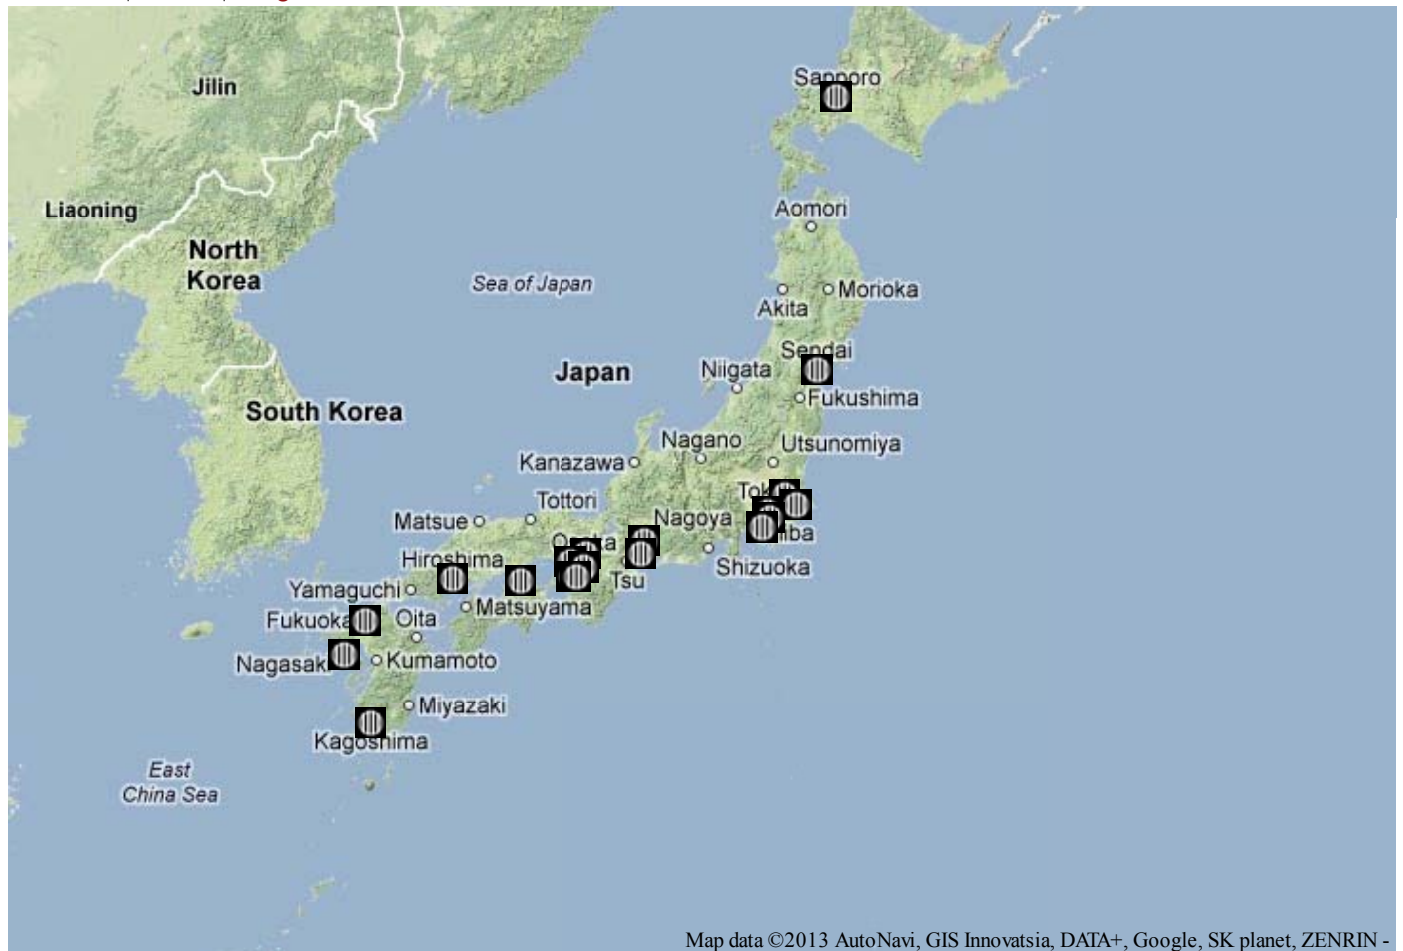 Sapporo
Jilin
Liaoning
Aomori
North
Korea
Sea of Japan
Morioka
Akita
Sendai
Japan
Niigata
Fukushima
South Korea
Nagano
Utsunomiya
Kanazawa
Tottori
Matsue
Nagoya
Hiroshima
Shizuoka
Tsu
Yamaguchi
Matsuyama
Fukuoka
Oita
Nagasaki
Kumamoto
Miyazaki
Kagoshima
East
China Sea
Map data ©2013 AutoNavi, GIS Innovatsia, DATA+, Google, SK planet, ZENRIN -